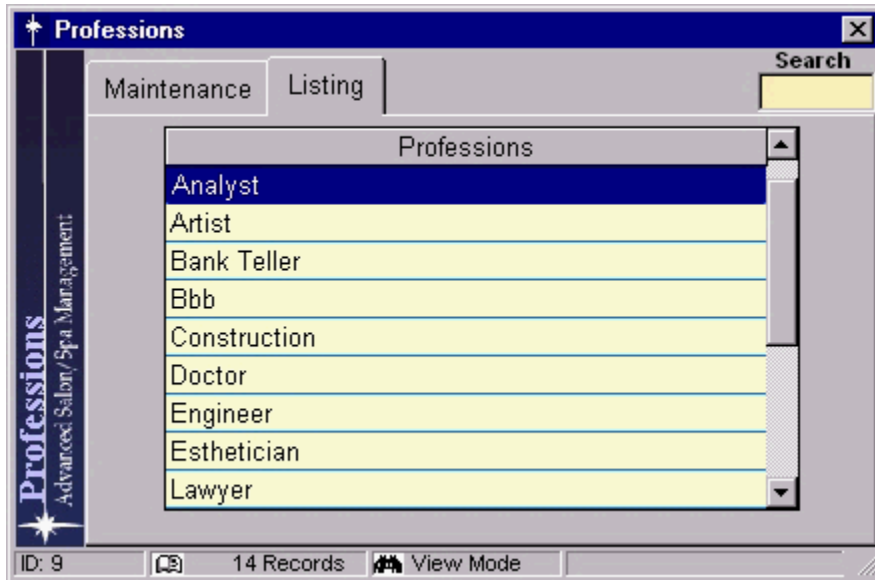 Professions
Search
Maintenance
Listing
Professions
Analyst
Artist
Bank Teller
Bbb
Construction
Doctor
Engineer
Esthetician
Lawyer
Professions
Advanced Salon/Spa Management
ID: 9
14 Records
View Mode